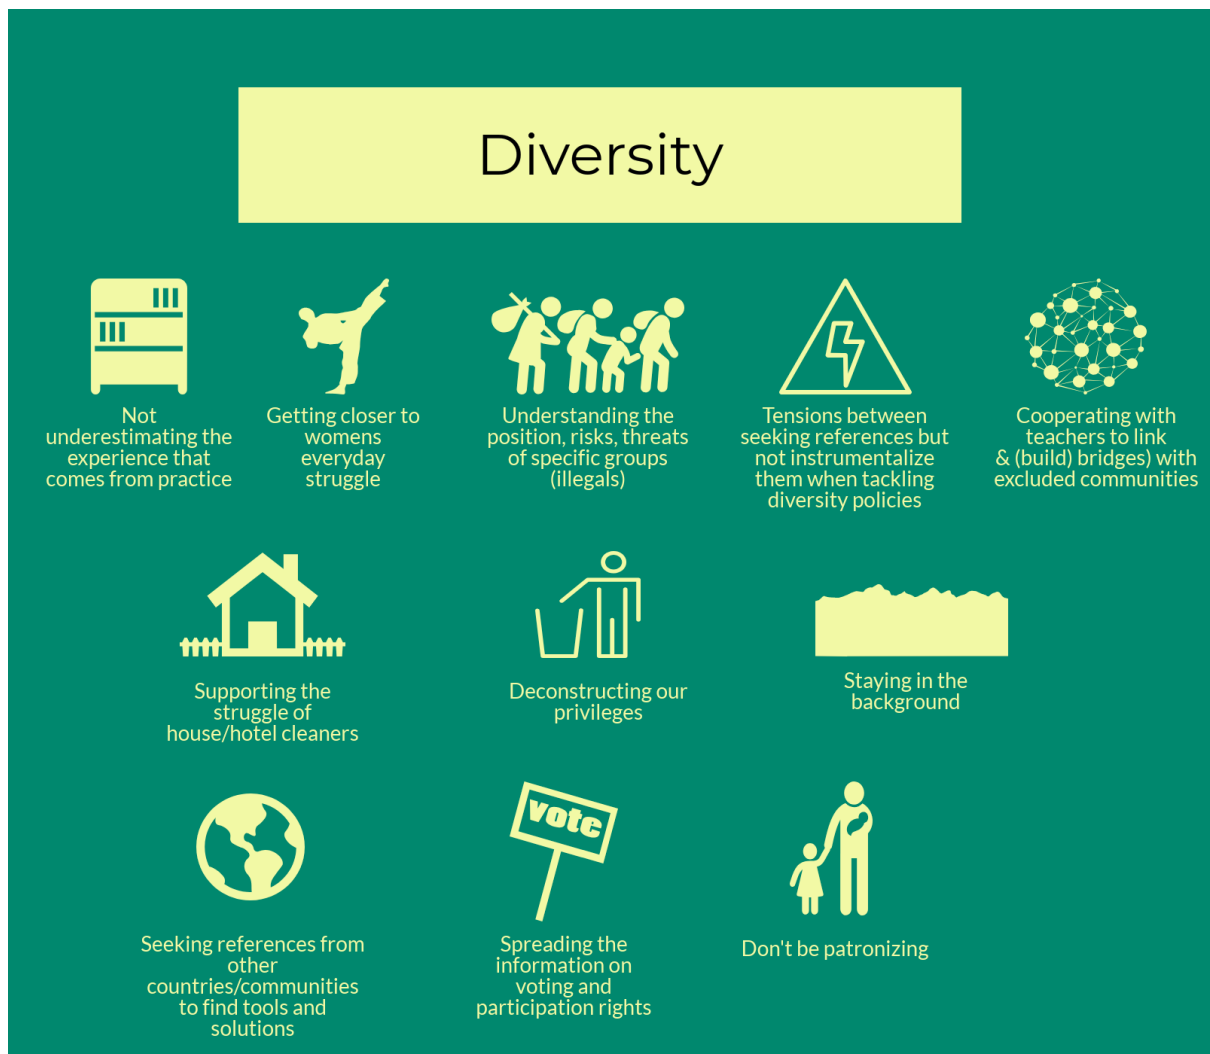 Diversity
Not
underestimating the
experience that
comes from practice
Getting closer to
womens
everyday
struggle
Understanding the
position, risks, threats
of specific groups
(illegals)
Tensions between
seeking references but
not instrumentalize
them when tackling
diversity policies
Cooperating with
teachers to link
& (build) bridges) with
excluded communities
Supporting the
struggle of
house/hotel cleaners
Deconstructing our
privileges
Staying in the
background
Seeking references from
other
countries/communities
to find tools and
solutions
vote
Spreading the
information on
voting and
participation rights
Don't be patronizing